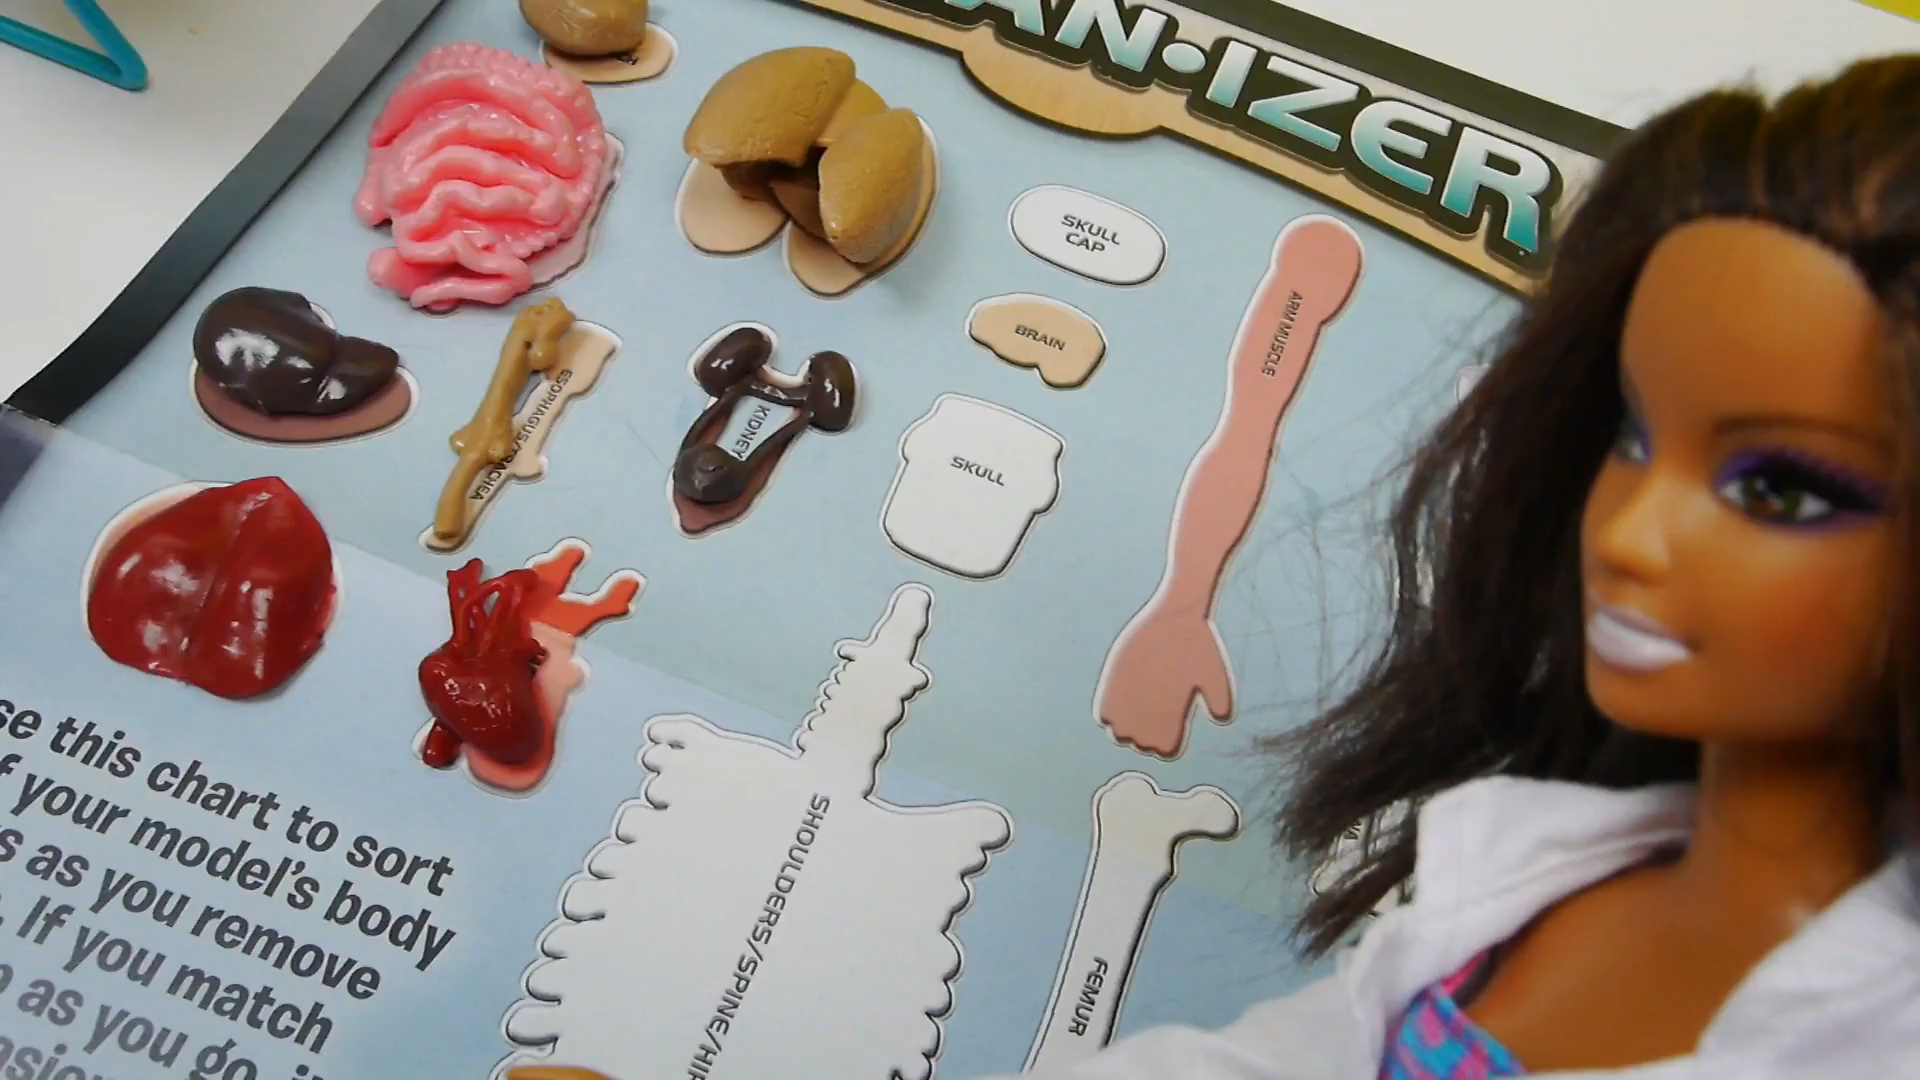 AN•IZER
SKULL
CAP
ARM MUSCLE
BRAIN
ESOPHAGUS/TRACHEA
KIDNEY
SKULL
SHOULDERS/SPINE/HIP
FEMUR
se this chart to sort
f your model's body
s as you remove
. If you match
as you go,